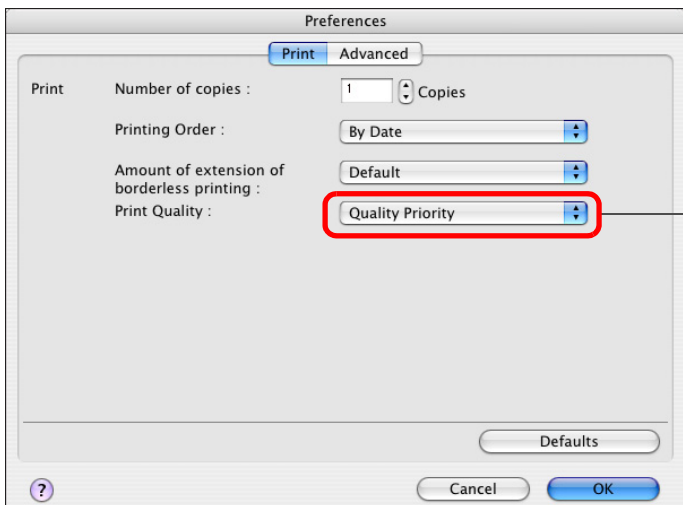 Preferences
Print Advanced
Print Number of copies : 1 Copies
Printing Order : By Date
Amount of extension of Default
borderless printing :
Print Quality : Quality Priority
Defaults
? Cancel OK